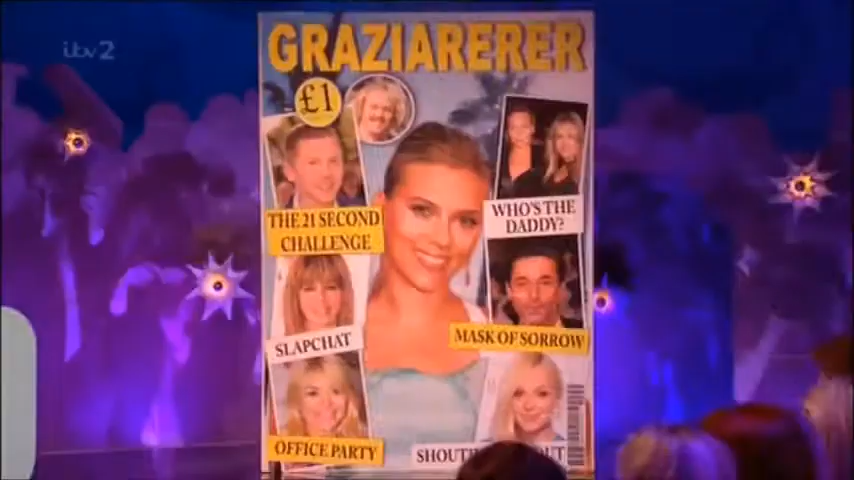 itv2
GRAZIARERER
£1
THE 21 SECOND
CHALLENGE
WHO'S THE
DADDY?
SLAPCHAT
MASK OF SORROW
OFFICE PARTY